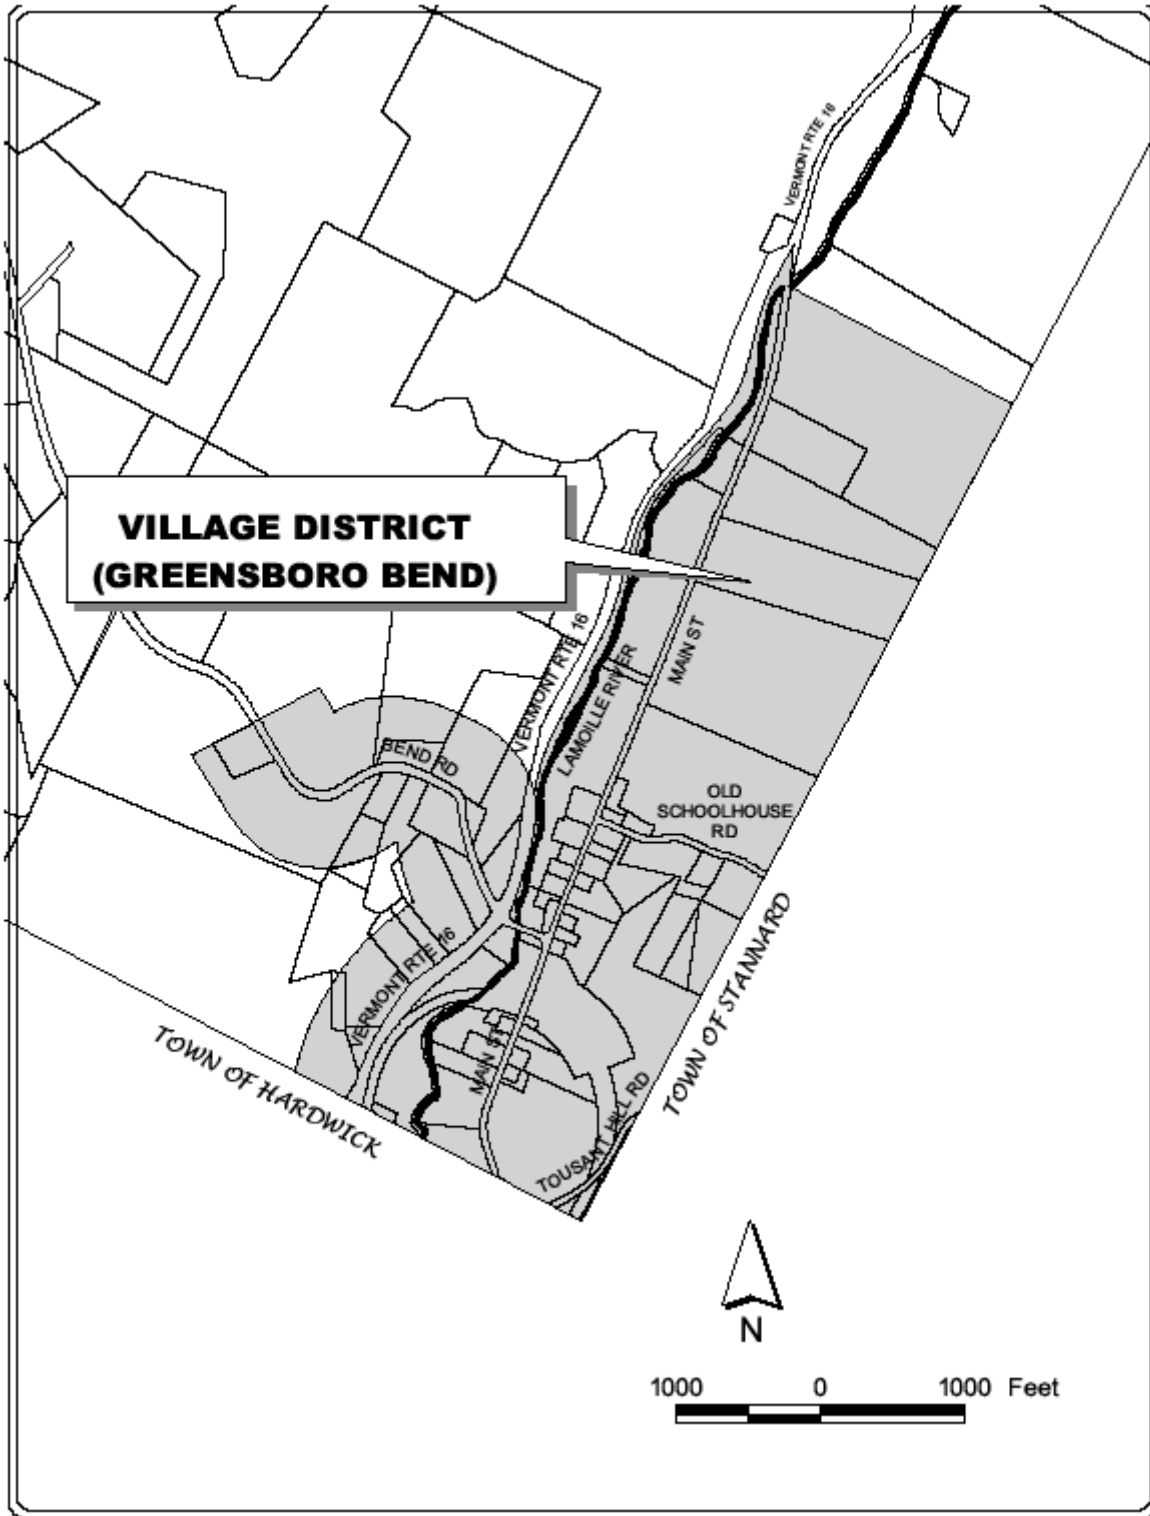 VERMONT RTE 16
VILLAGE DISTRICT
(GREENSBORO BEND)
VERMONT RTE 16
LAMOILLE RIVER
MAIN ST
BEND RD
OLD
SCHOOLHOUSE
RD
VERMONT RTE 16
MAIN ST
TOUSANT HILL RD
TOWN OF STANNARD
TOWN OF HARDWICK
N
1000 0 1000 Feet